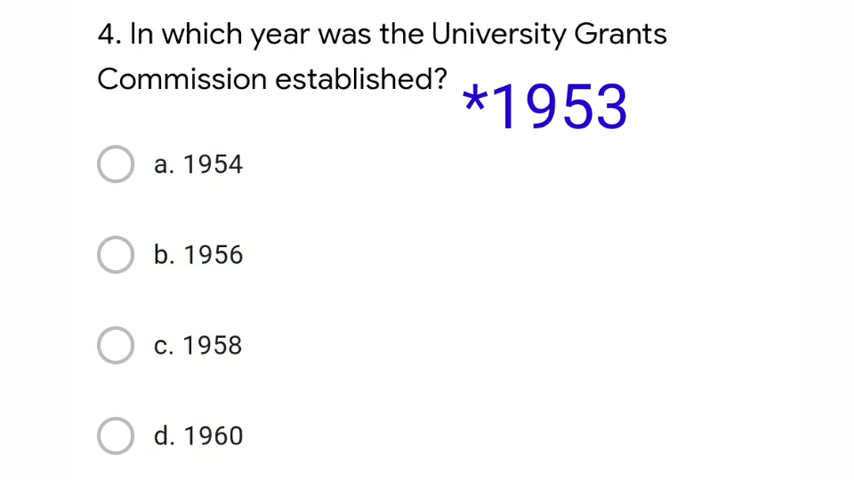 4. In which year was the University Grants
Commission established?
*1953
a. 1954
b. 1956
c. 1958
d. 1960